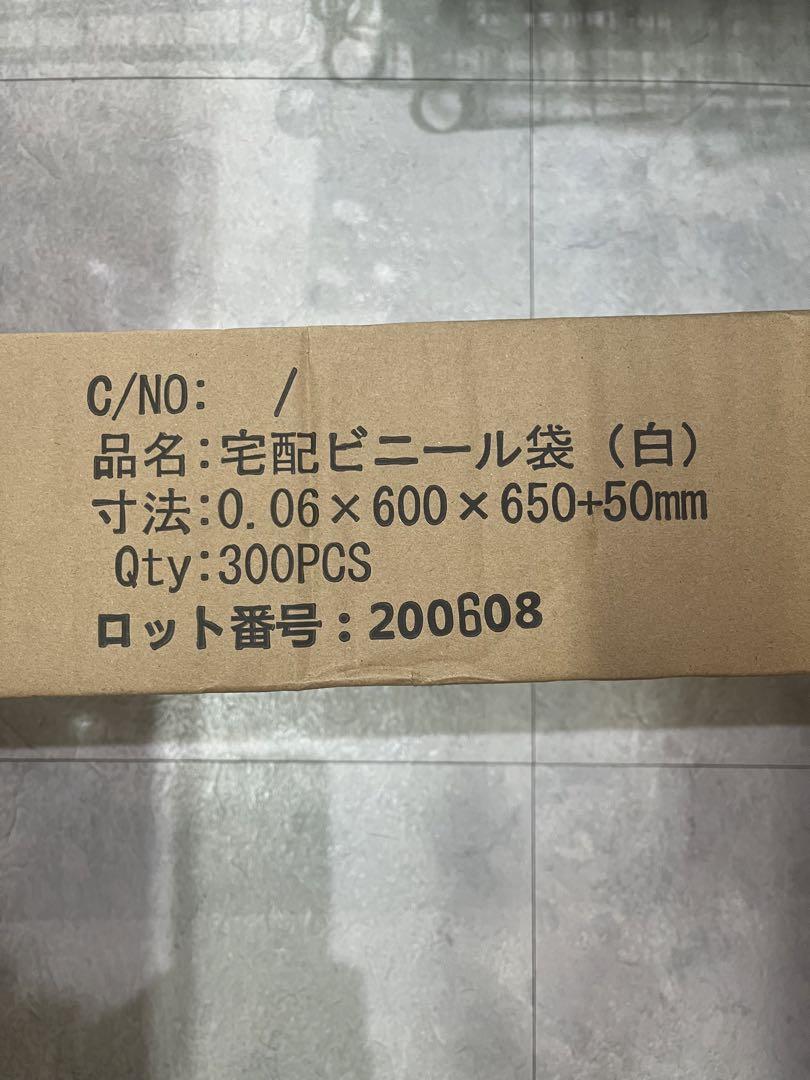 C/NO: /
品名:宅配ビニール袋（白）
寸法:0.06×600×650+50mm
Qty:300PCS
ロット番号：200608